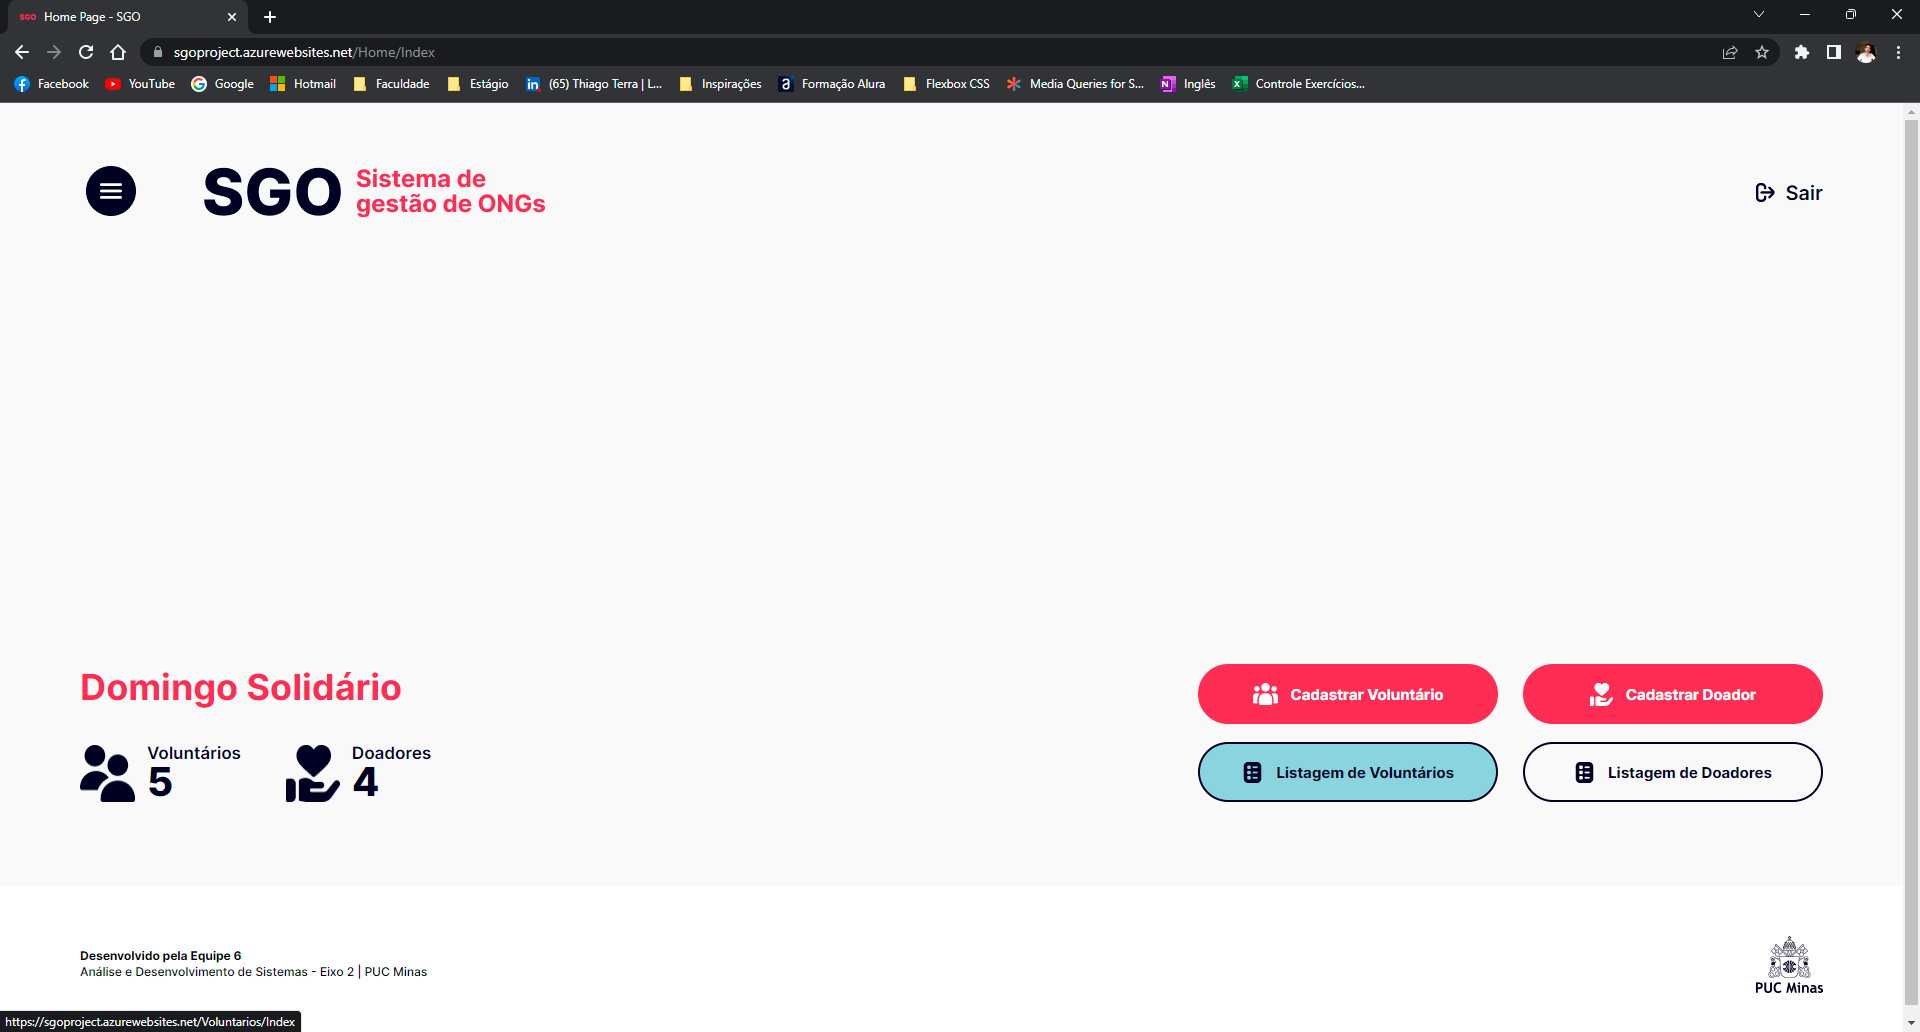 SGO Home Page - SGO
sgoproject.azurewebsites.net/Home/Index
Facebook YouTube Google Hotmail Faculdade Estágio (65) Thiago Terra | L... Inspirações Formação Alura Flexbox CSS Media Queries for S... Inglês Controle Exercícios...
SGO
Sistema de
gestão de ONGs
Sair
Domingo Solidário
Voluntários
5
Doadores
4
Cadastrar Voluntário
Cadastrar Doador
Listagem de Voluntários
Listagem de Doadores
Desenvolvido pela Equipe 6
Análise e Desenvolvimento de Sistemas - Eixo 2 | PUC Minas
PUC Minas
https://sgoproject.azurewebsites.net/Voluntarios/Index